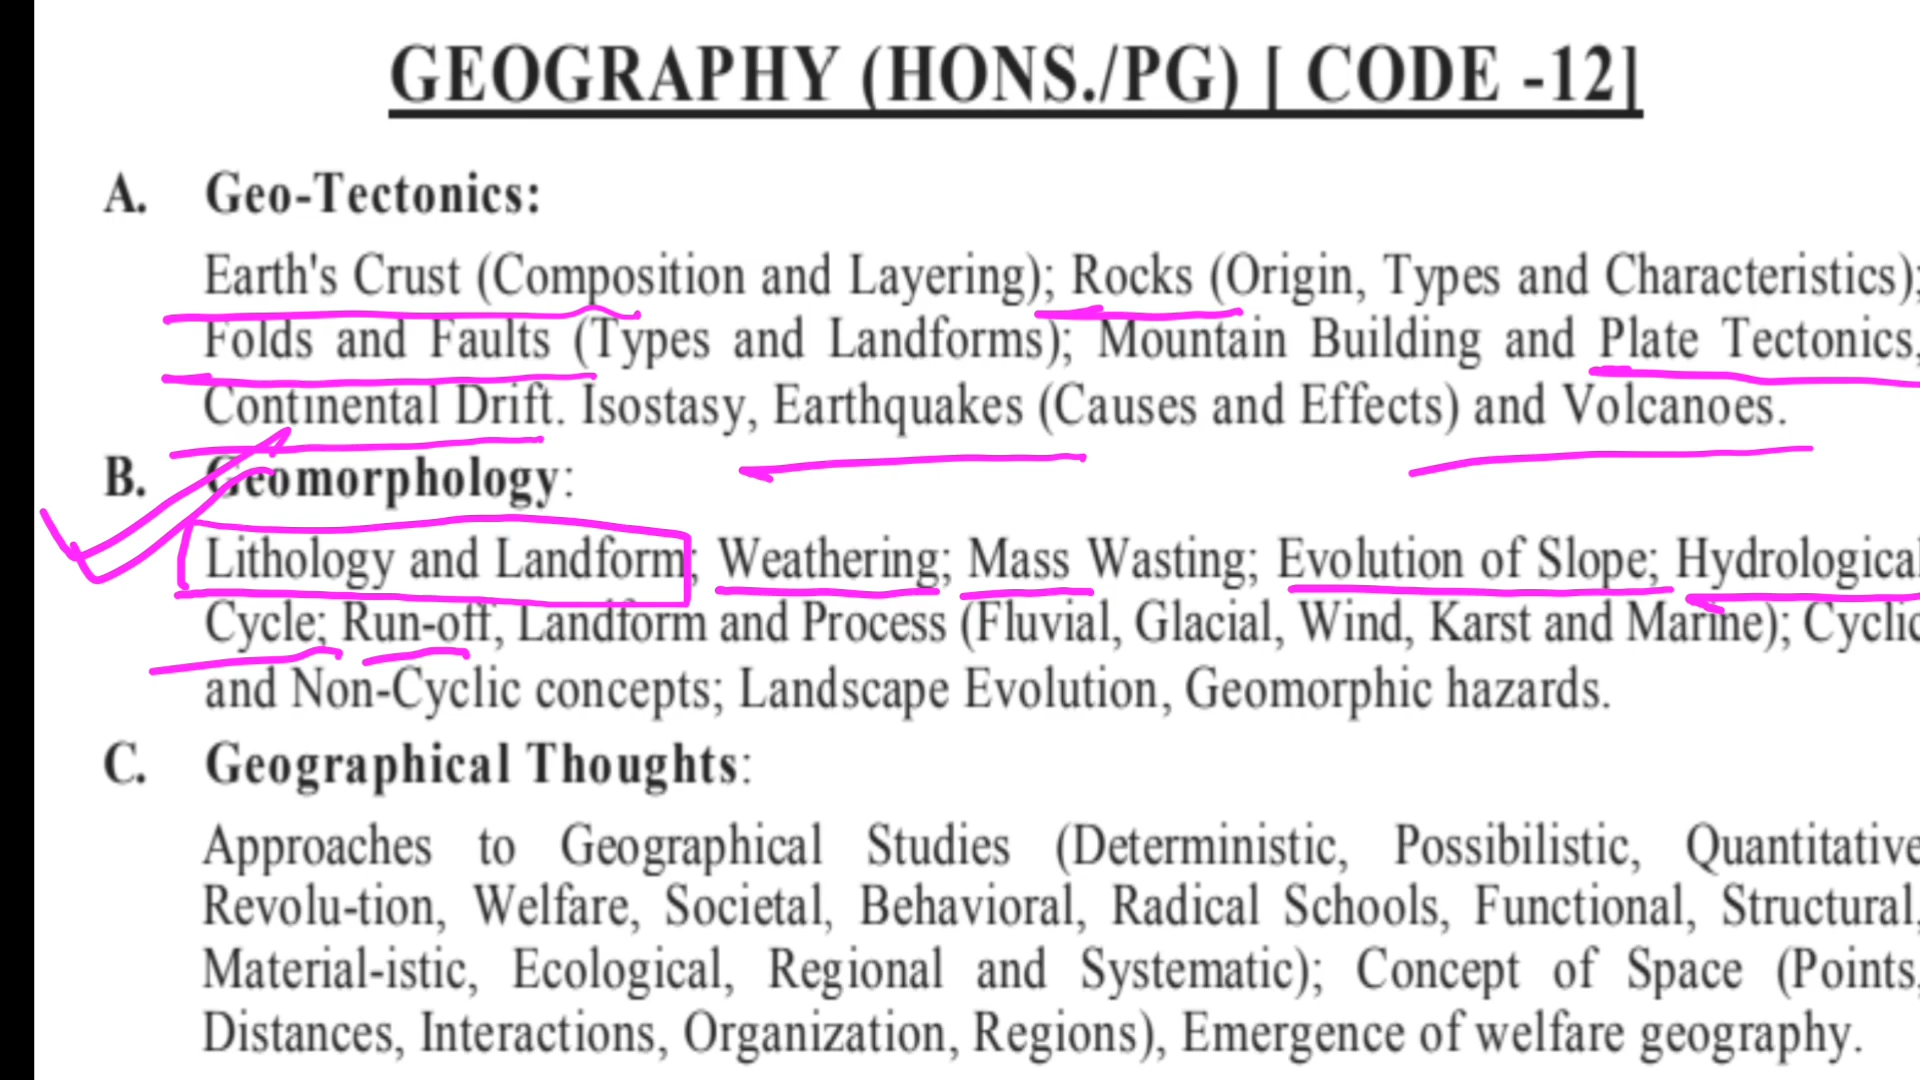 GEOGRAPHY (HONS./PG) [ CODE -12]
A. Geo-Tectonics:
Earth's Crust (Composition and Layering); Rocks (Origin, Types and Characteristics);
Folds and Faults (Types and Landforms); Mountain Building and Plate Tectonics,
Continental Drift. Isostasy, Earthquakes (Causes and Effects) and Volcanoes.
B. Geomorphology:
Lithology and Landform; Weathering; Mass Wasting; Evolution of Slope; Hydrological
Cycle; Run-off, Landform and Process (Fluvial, Glacial, Wind, Karst and Marine); Cyclic
and Non-Cyclic concepts; Landscape Evolution, Geomorphic hazards.
C. Geographical Thoughts:
Approaches to Geographical Studies (Deterministic, Possibilistic, Quantitative
Revolu-tion, Welfare, Societal, Behavioral, Radical Schools, Functional, Structural,
Material-istic, Ecological, Regional and Systematic); Concept of Space (Points,
Distances, Interactions, Organization, Regions), Emergence of welfare geography.